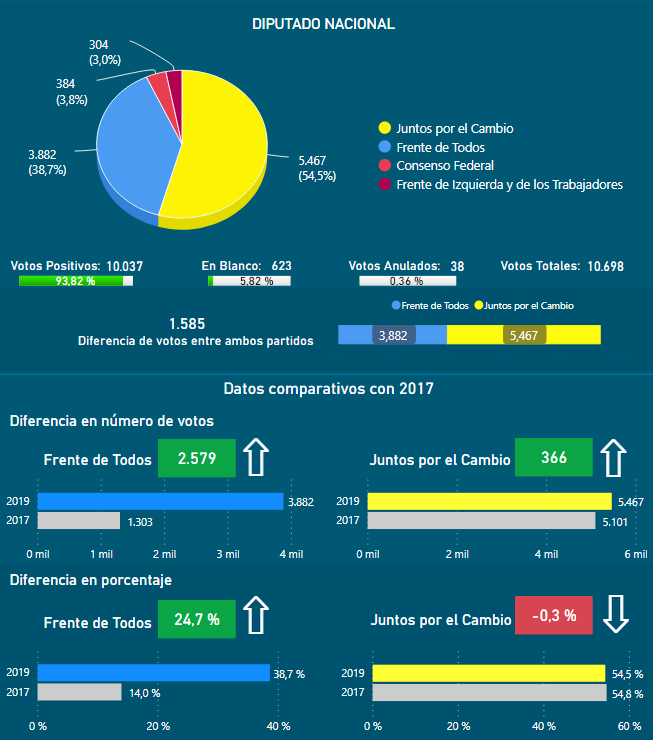 DIPUTADO NACIONAL
304
(3,0%)
384
(3,8%)
3.882
(38,7%)
5.467
(54,5%)
Juntos por el Cambio
Frente de Todos
Consenso Federal
Frente de Izquierda y de los Trabajadores
Votos Positivos: 10.037
93,82 %
En Blanco: 623
5,82 %
Votos Anulados: 38
0,36 %
Votos Totales: 10.698
1.585
Diferencia de votos entre ambos partidos
Frente de Todos Juntos por el Cambio
3,882 5,467
Datos comparativos con 2017
Diferencia en número de votos
Frente de Todos 2.579
2019 3.882
2017 1.303
0 mil 1 mil 2 mil 3 mil 4 mil
Juntos por el Cambio 366
2019 5.467
2017 5.101
0 mil 2 mil 4 mil 6 mil
Diferencia en porcentaje
Frente de Todos 24,7 %
2019 38,7 %
2017 14,0 %
0 % 20 % 40 %
Juntos por el Cambio -0,3 %
2019 54,5 %
2017 54,8 %
0 % 20 % 40 % 60 %